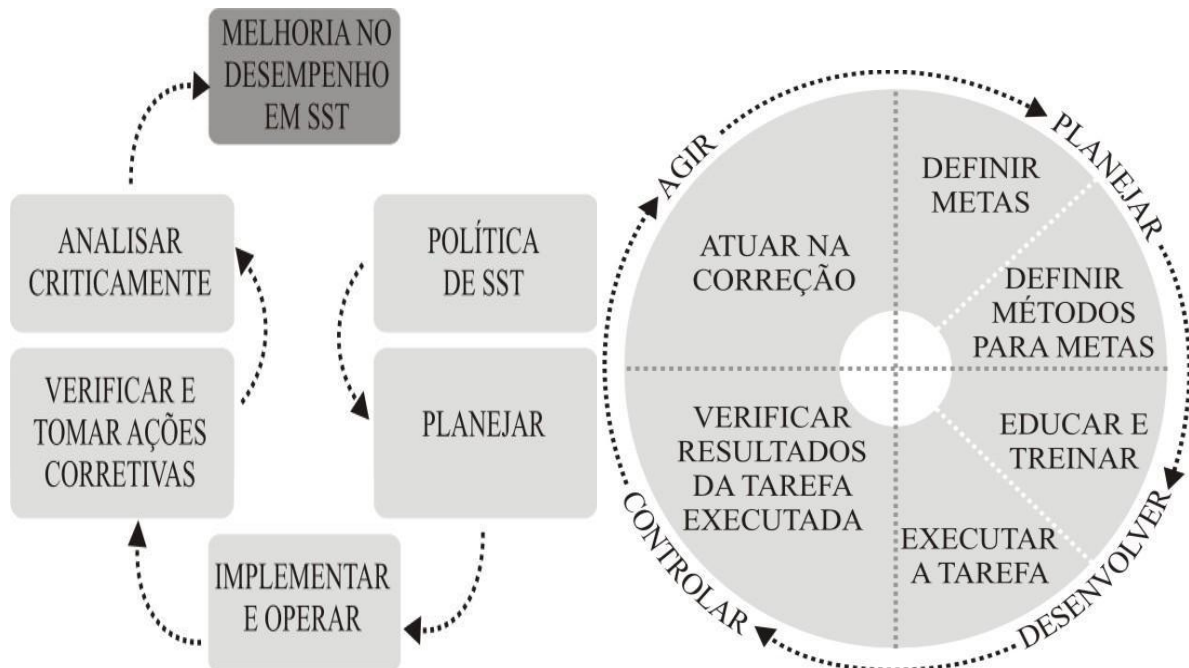 MELHORIA NO
DESEMPENHO
EM SST
ANALISAR
CRITICAMENTE
POLÍTICA
DE SST
VERIFICAR E
TOMAR AÇÕES
CORRETIVAS
PLANEJAR
IMPLEMENTAR
E OPERAR
AGIR
PLANEJAR
DESENVOLVER
CONTROLAR
DEFINIR
METAS
DEFINIR
MÉTODOS
PARA METAS
EDUCAR E
TREINAR
EXECUTAR
A TAREFA
VERIFICAR
RESULTADOS
DA TAREFA
EXECUTADA
ATUAR NA
CORREÇÃO